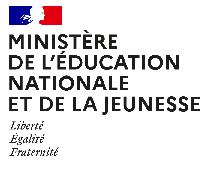 MINISTÈRE
DE L'ÉDUCATION
NATIONALE
ET DE LA JEUNESSE
Liberté
Égalité
Fraternité